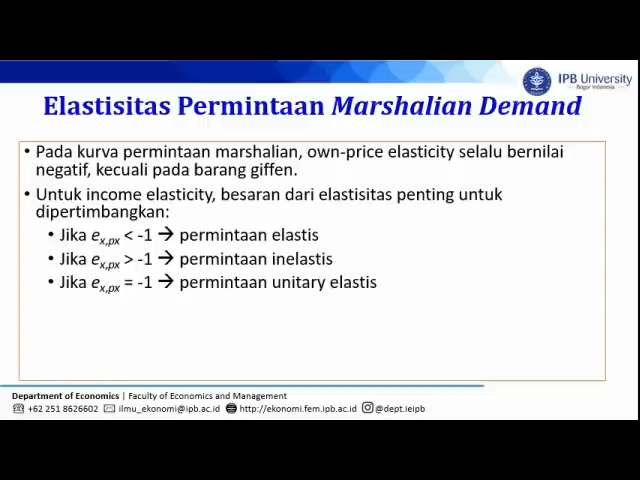 IPB University
Bogor Indonesia
Elastisitas Permintaan Marshalian Demand
• Pada kurva permintaan marshalian, own-price elasticity selalu bernilai
negatif, kecuali pada barang giffen.
• Untuk income elasticity, besaran dari elastisitas penting untuk
dipertimbangkan:
• Jika e_x,px < -1 → permintaan elastis
• Jika e_x,px > -1 → permintaan inelastis
• Jika e_x,px = -1 → permintaan unitary elastis
Department of Economics | Faculty of Economics and Management
+62 251 8626602 ilmu_ekonomi@ipb.ac.id http://ekonomi.fem.ipb.ac.id @dept.ieipb